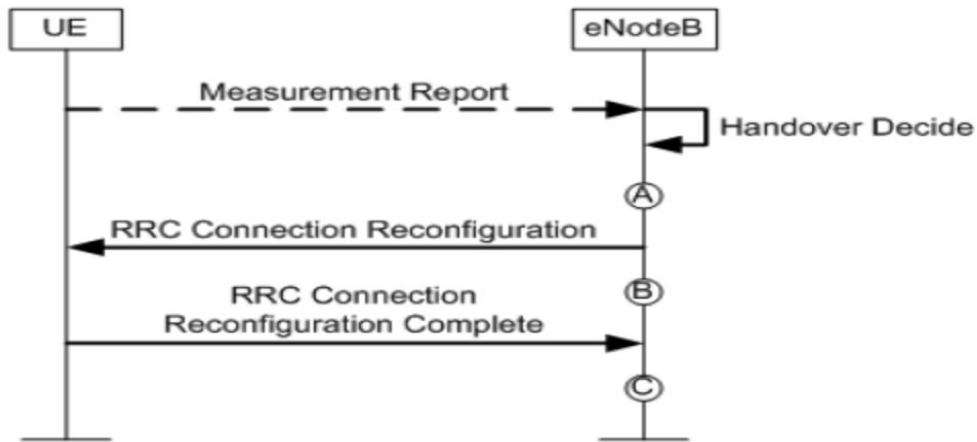 UE
eNodeB
Measurement Report
Handover Decide
A
RRC Connection Reconfiguration
B
RRC Connection
Reconfiguration Complete
C